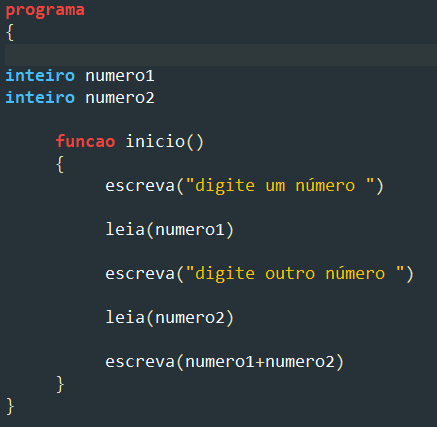 programa
{
inteiro numero1
inteiro numero2
funcao inicio()
{
escreva("digite um número ")
leia(numero1)
escreva("digite outro número ")
leia(numero2)
escreva(numero1+numero2)
}
}